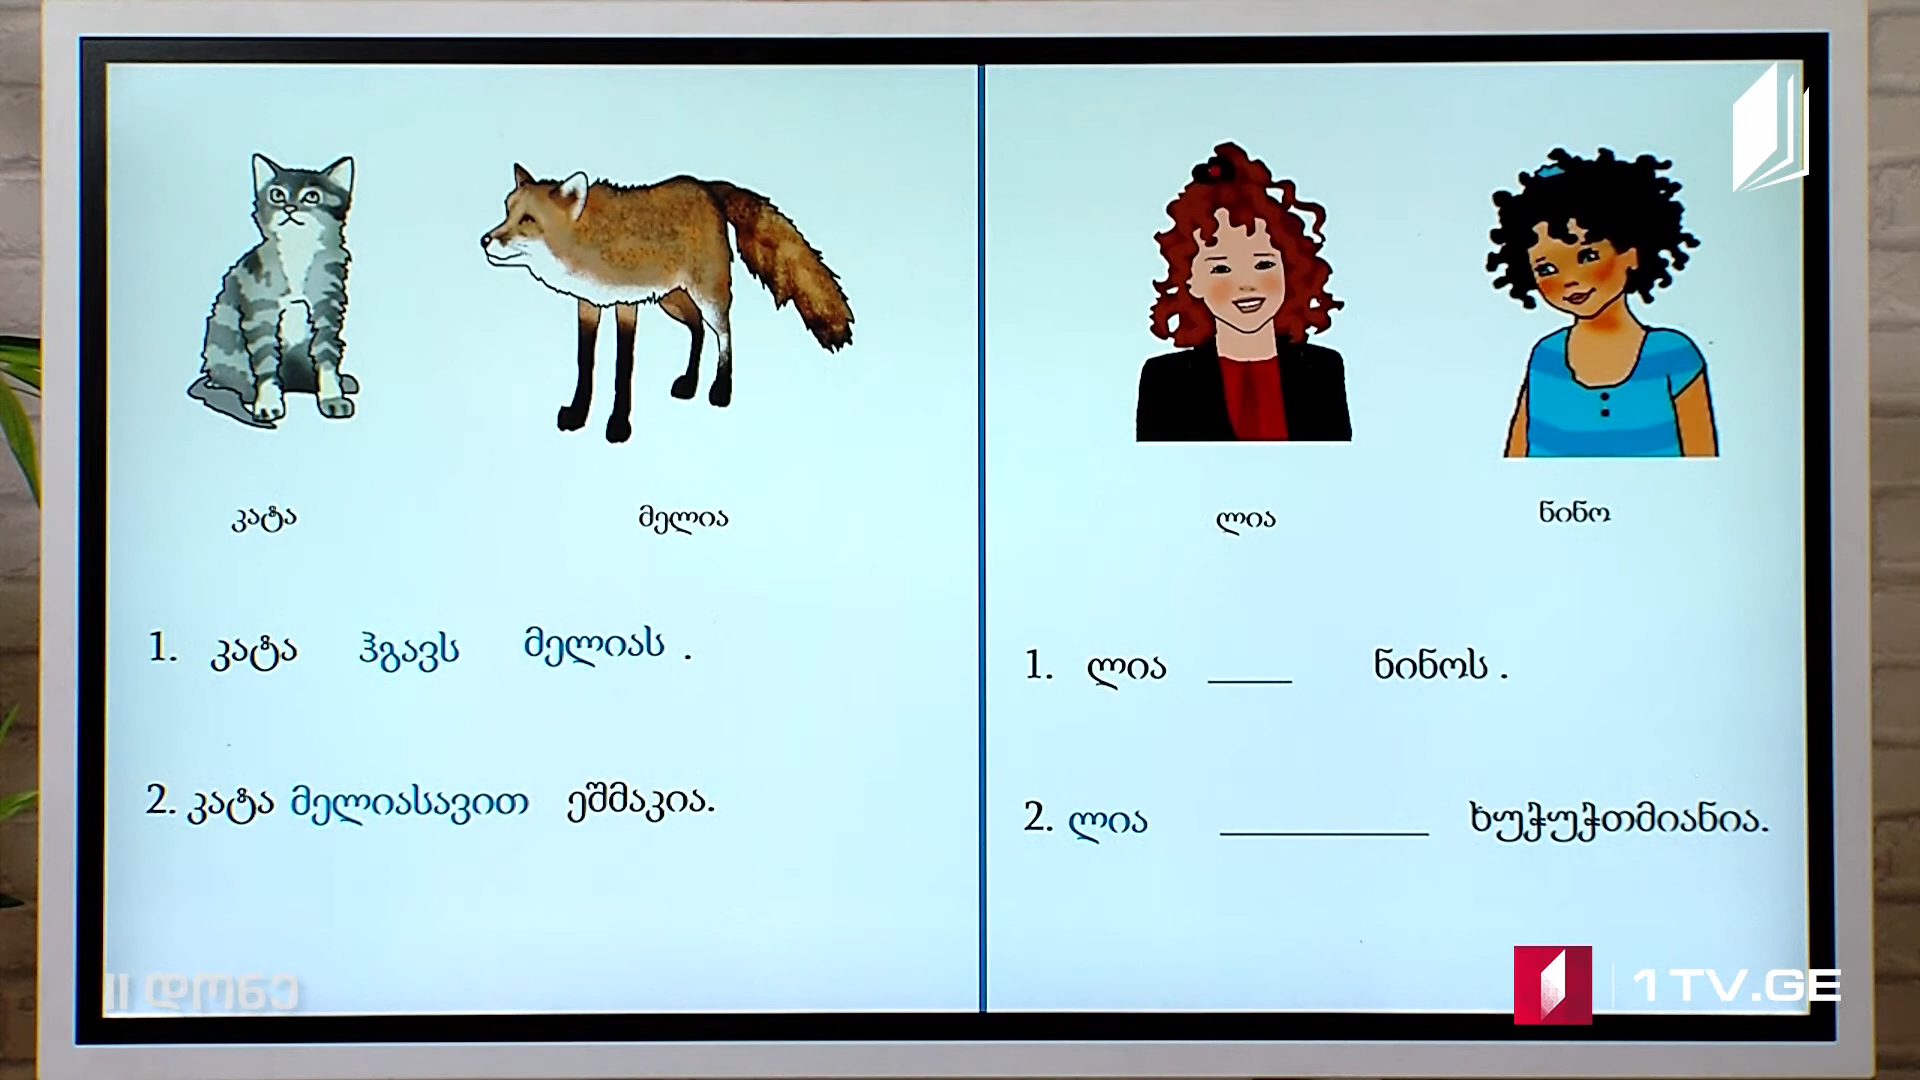 კატა
მელია
1. კატა ჰგავს მელიას .
2. კატა მელიასავით ეშმაკია.
ლია
ნინო
1. ლია ____ ნინოს .
2. ლია __________ ხუჭუჭთმიანია.
II დონე
1TV.GE